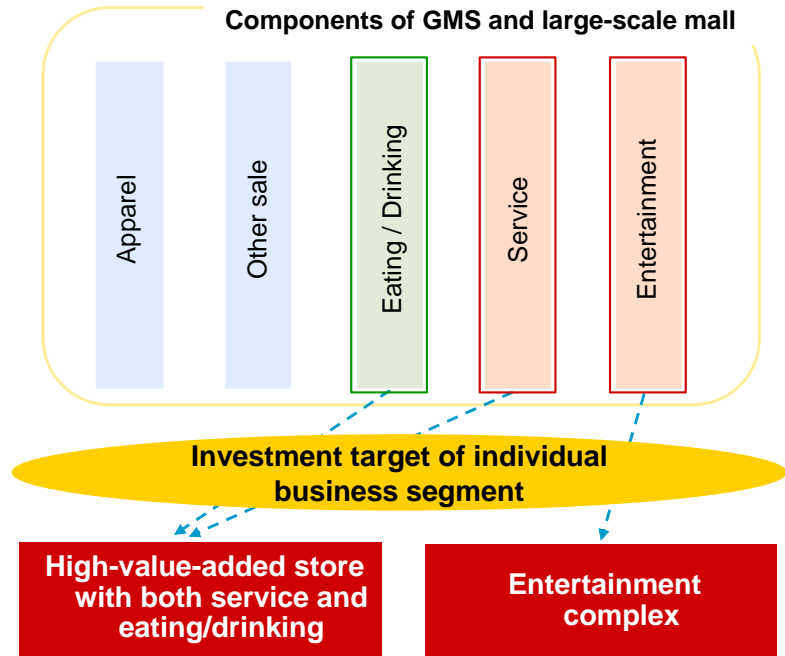 Components of GMS and large-scale mall
Apparel
Other sale
Eating / Drinking
Service
Entertainment
Investment target of individual
business segment
High-value-added store
with both service and
eating/drinking
Entertainment
complex